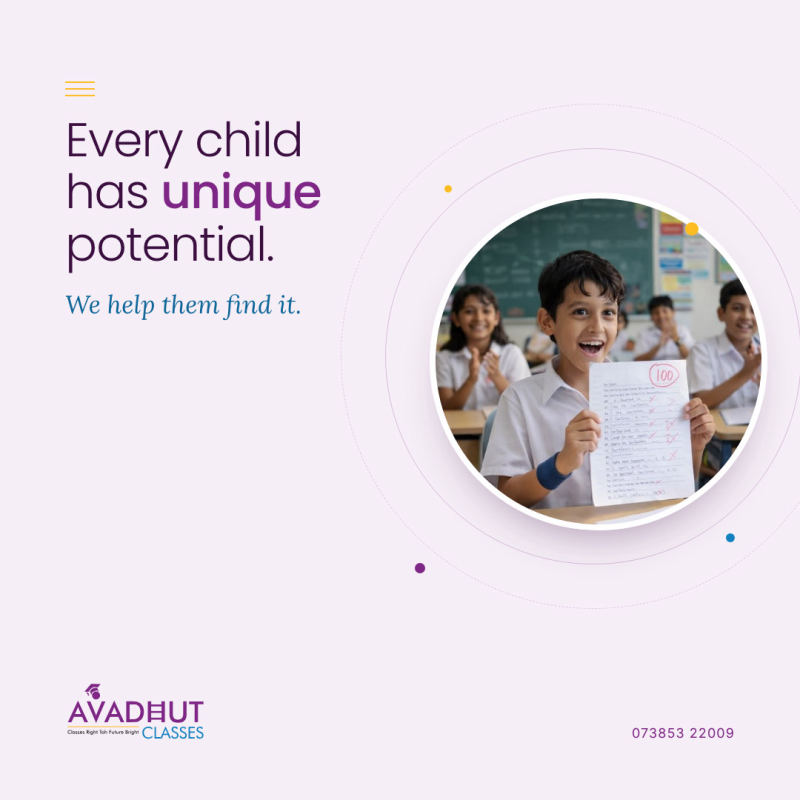 Every child
has unique
potential.
We help them find it.
100
AVADHUT
Classes Right Toh Future Bright CLASSES
073853 22009